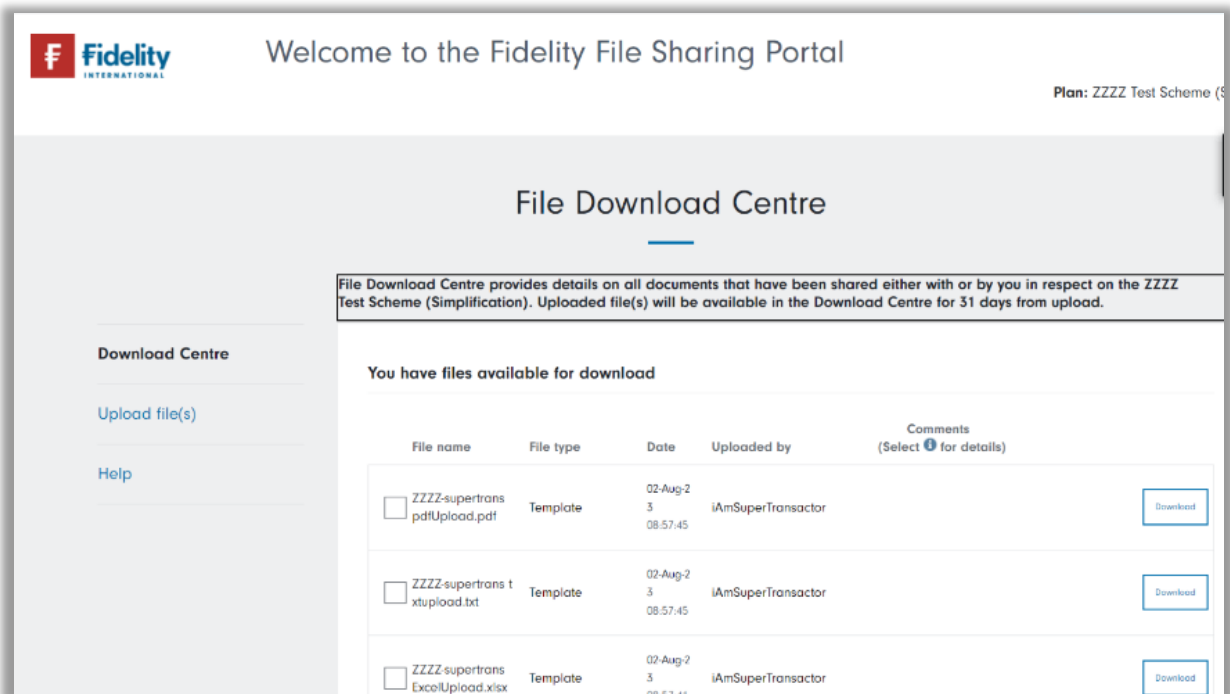 Fidelity
INTERNATIONAL
Welcome to the Fidelity File Sharing Portal
Plan: ZZZZ Test Scheme (S
File Download Centre
File Download Centre provides details on all documents that have been shared either with or by you in respect on the ZZZZ
Test Scheme (Simplification). Uploaded file(s) will be available in the Download Centre for 31 days from upload.
Download Centre
Upload file(s)
Help
You have files available for download
Comments
File name File type Date Uploaded by (Select i for details)
ZZZZ-supertrans
pdfUpload.pdf
Template
02-Aug-2
3
08:57:45
iAmSuperTransactor
Download
ZZZZ-supertrans t
xtupload.txt
Template
02-Aug-2
3
08:57:45
iAmSuperTransactor
Download
ZZZZ-supertrans
ExcelUpload.xlsx
Template
02-Aug-2
3
iAmSuperTransactor
Download